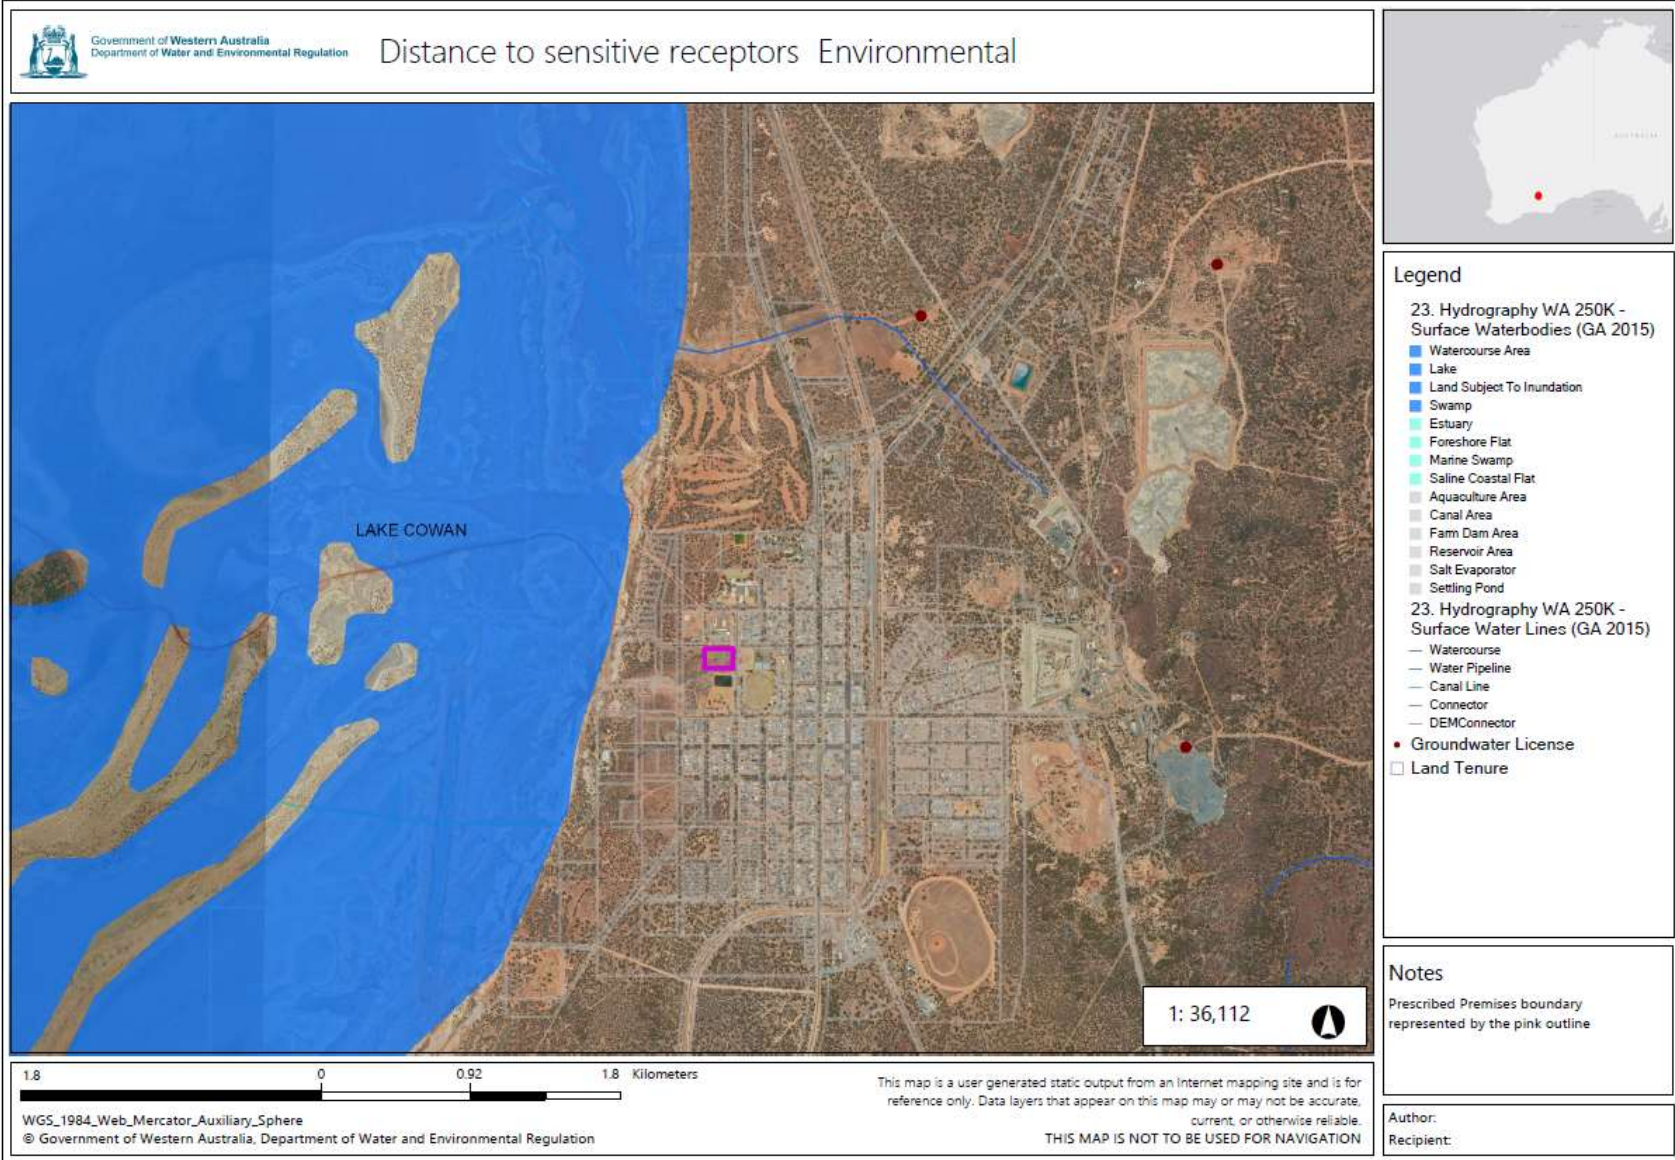 Government of Western Australia
Department of Water and Environmental Regulation
Distance to sensitive receptors Environmental
LAKE COWAN
1: 36,112
Legend
23. Hydrography WA 250K -
Surface Waterbodies (GA 2015)
Watercourse Area
Lake
Land Subject To Inundation
Swamp
Estuary
Foreshore Flat
Marine Swamp
Saline Coastal Flat
Aquaculture Area
Canal Area
Farm Dam Area
Reservoir Area
Salt Evaporator
Settling Pond
23. Hydrography WA 250K -
Surface Water Lines (GA 2015)
Watercourse
Water Pipeline
Canal Line
Connector
DEMConnector
Groundwater License
Land Tenure
Notes
Prescribed Premises boundary
represented by the pink outline
1.8 0 0.92 1.8 Kilometers
WGS_1984_Web_Mercator_Auxiliary_Sphere
© Government of Western Australia, Department of Water and Environmental Regulation
This map is a user generated static output from an Internet mapping site and is for
reference only. Data layers that appear on this map may or may not be accurate,
current, or otherwise reliable.
THIS MAP IS NOT TO BE USED FOR NAVIGATION
Author:
Recipient: